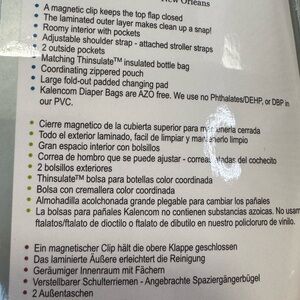 New Orleans
• A magnetic clip keeps the top flap closed
• The laminated outer layer makes clean up a snap!
• Roomy interior with pockets
• Adjustable shoulder strap - attached stroller straps
• 2 outside pockets
• Matching Thinsulate™ insulated bottle bag
• Coordinating zippered pouch
• Large fold-out padded changing pad
• Kalencom Diaper Bags are AZO free. We use no Phthalates/DEHP, or DBP in
our PVC.
• Cierre magnetico de la cubierta superior para mantenerla cerrada
• Todo el exterior laminado, facil de limpiar y mantenerlo limpio
• Gran espacio interior con bolsillos
• Correa de hombro que se puede ajustar - correas del cochecito
• 2 bolsillos exteriores
• Thinsulate™ bolsa para botellas color coordinada
• Bolsa con cremallera color coordinada
• Almohadilla acolchonada grande plegable para cambiar los pañales
• La bolsas para pañales Kalencom no contienen substancias azoicas. No usam
ftalatos/ftalato de dioctilo o ftalato de dibutilo en nuestro policloruro de vinilo.
• Ein magnetischer Clip hält die obere Klappe geschlossen
• Das laminierte Äußere erleichtert die Reinigung
• Geräumiger Innenraum mit Fächern
• Verstellbarer Schulterriemen - Angebrachte Spaziergängerbügel
• 2 Außentaschen